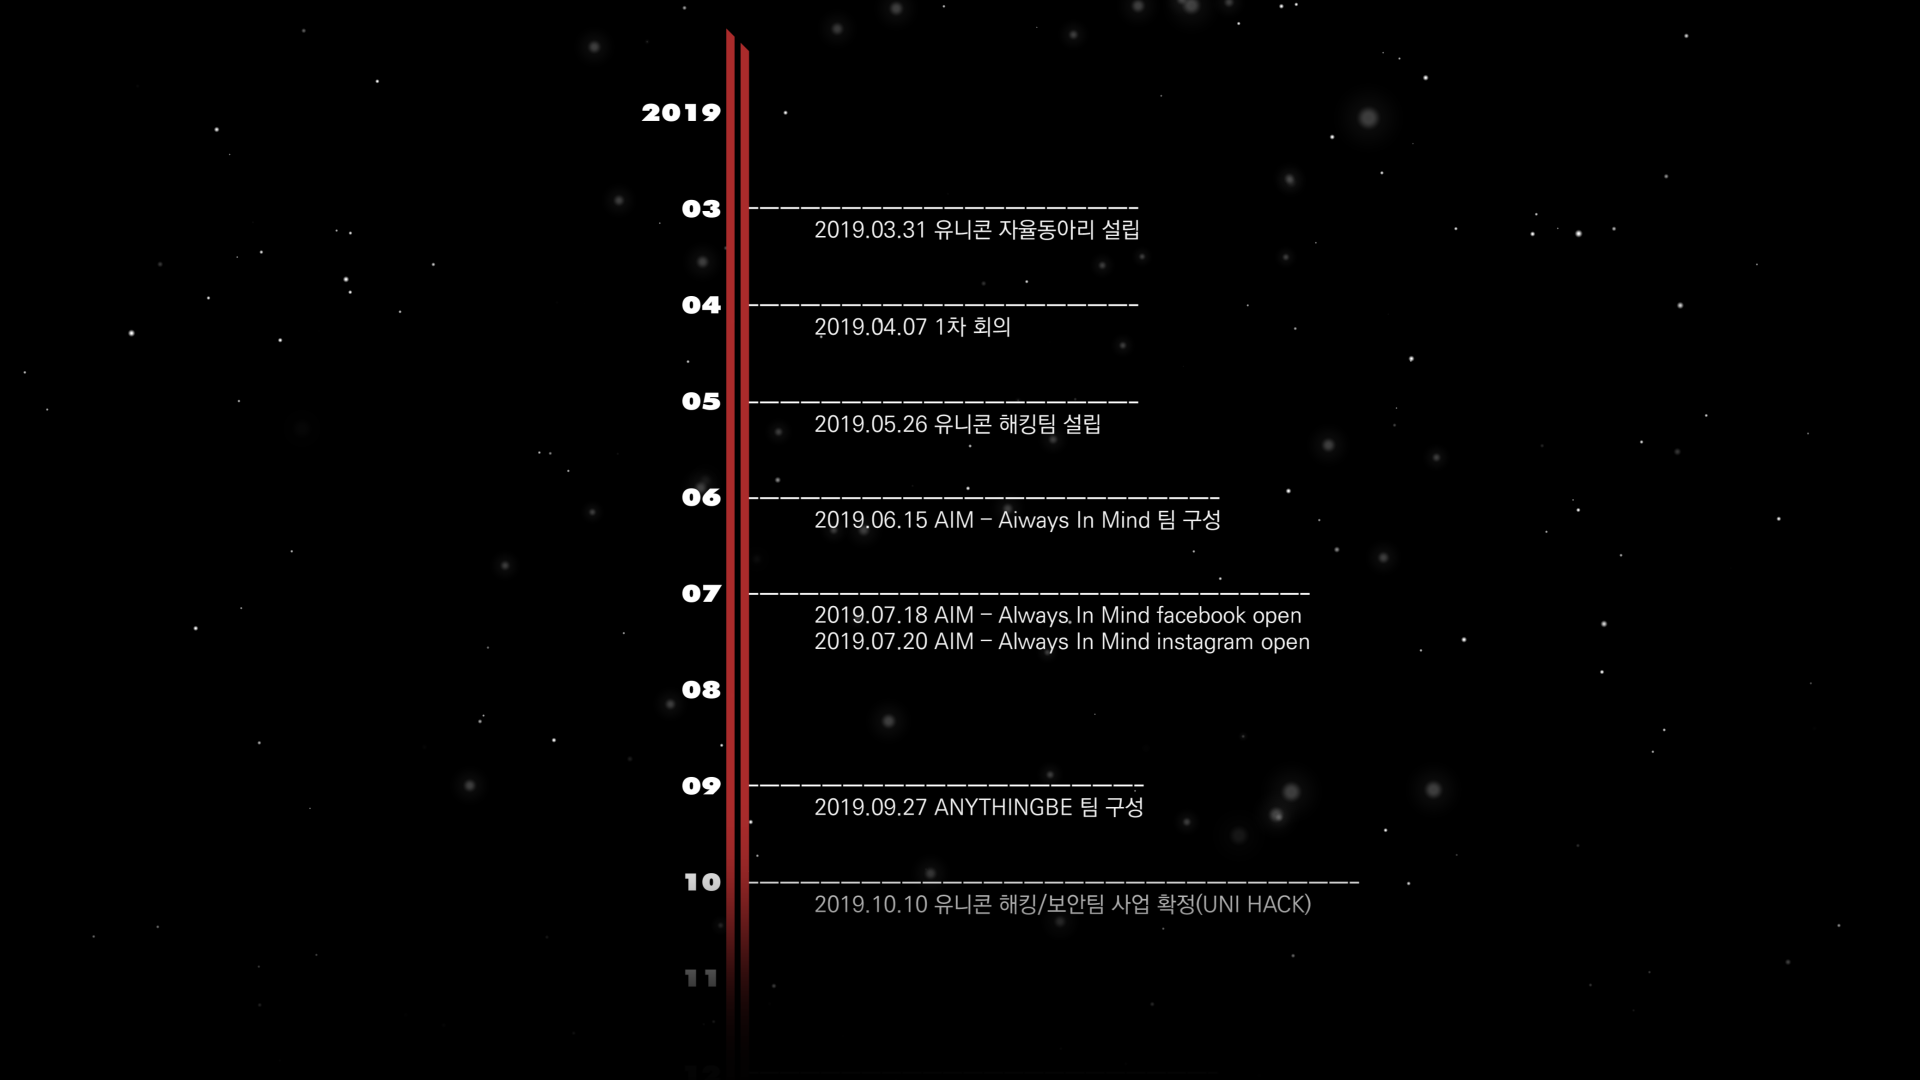 2019
03
2019.03.31 유니콘 자율동아리 설립
04
2019.04.07 1차 회의
05
2019.05.26 유니콘 해킹팀 설립
06
2019.06.15 AIM – Aiways In Mind 팀 구성
07
2019.07.18 AIM – Always In Mind facebook open
2019.07.20 AIM – Always In Mind instagram open
08
09
2019.09.27 ANYTHINGBE 팀 구성
10
2019.10.10 유니콘 해킹/보안팀 사업 확정(UNI HACK)
11
12